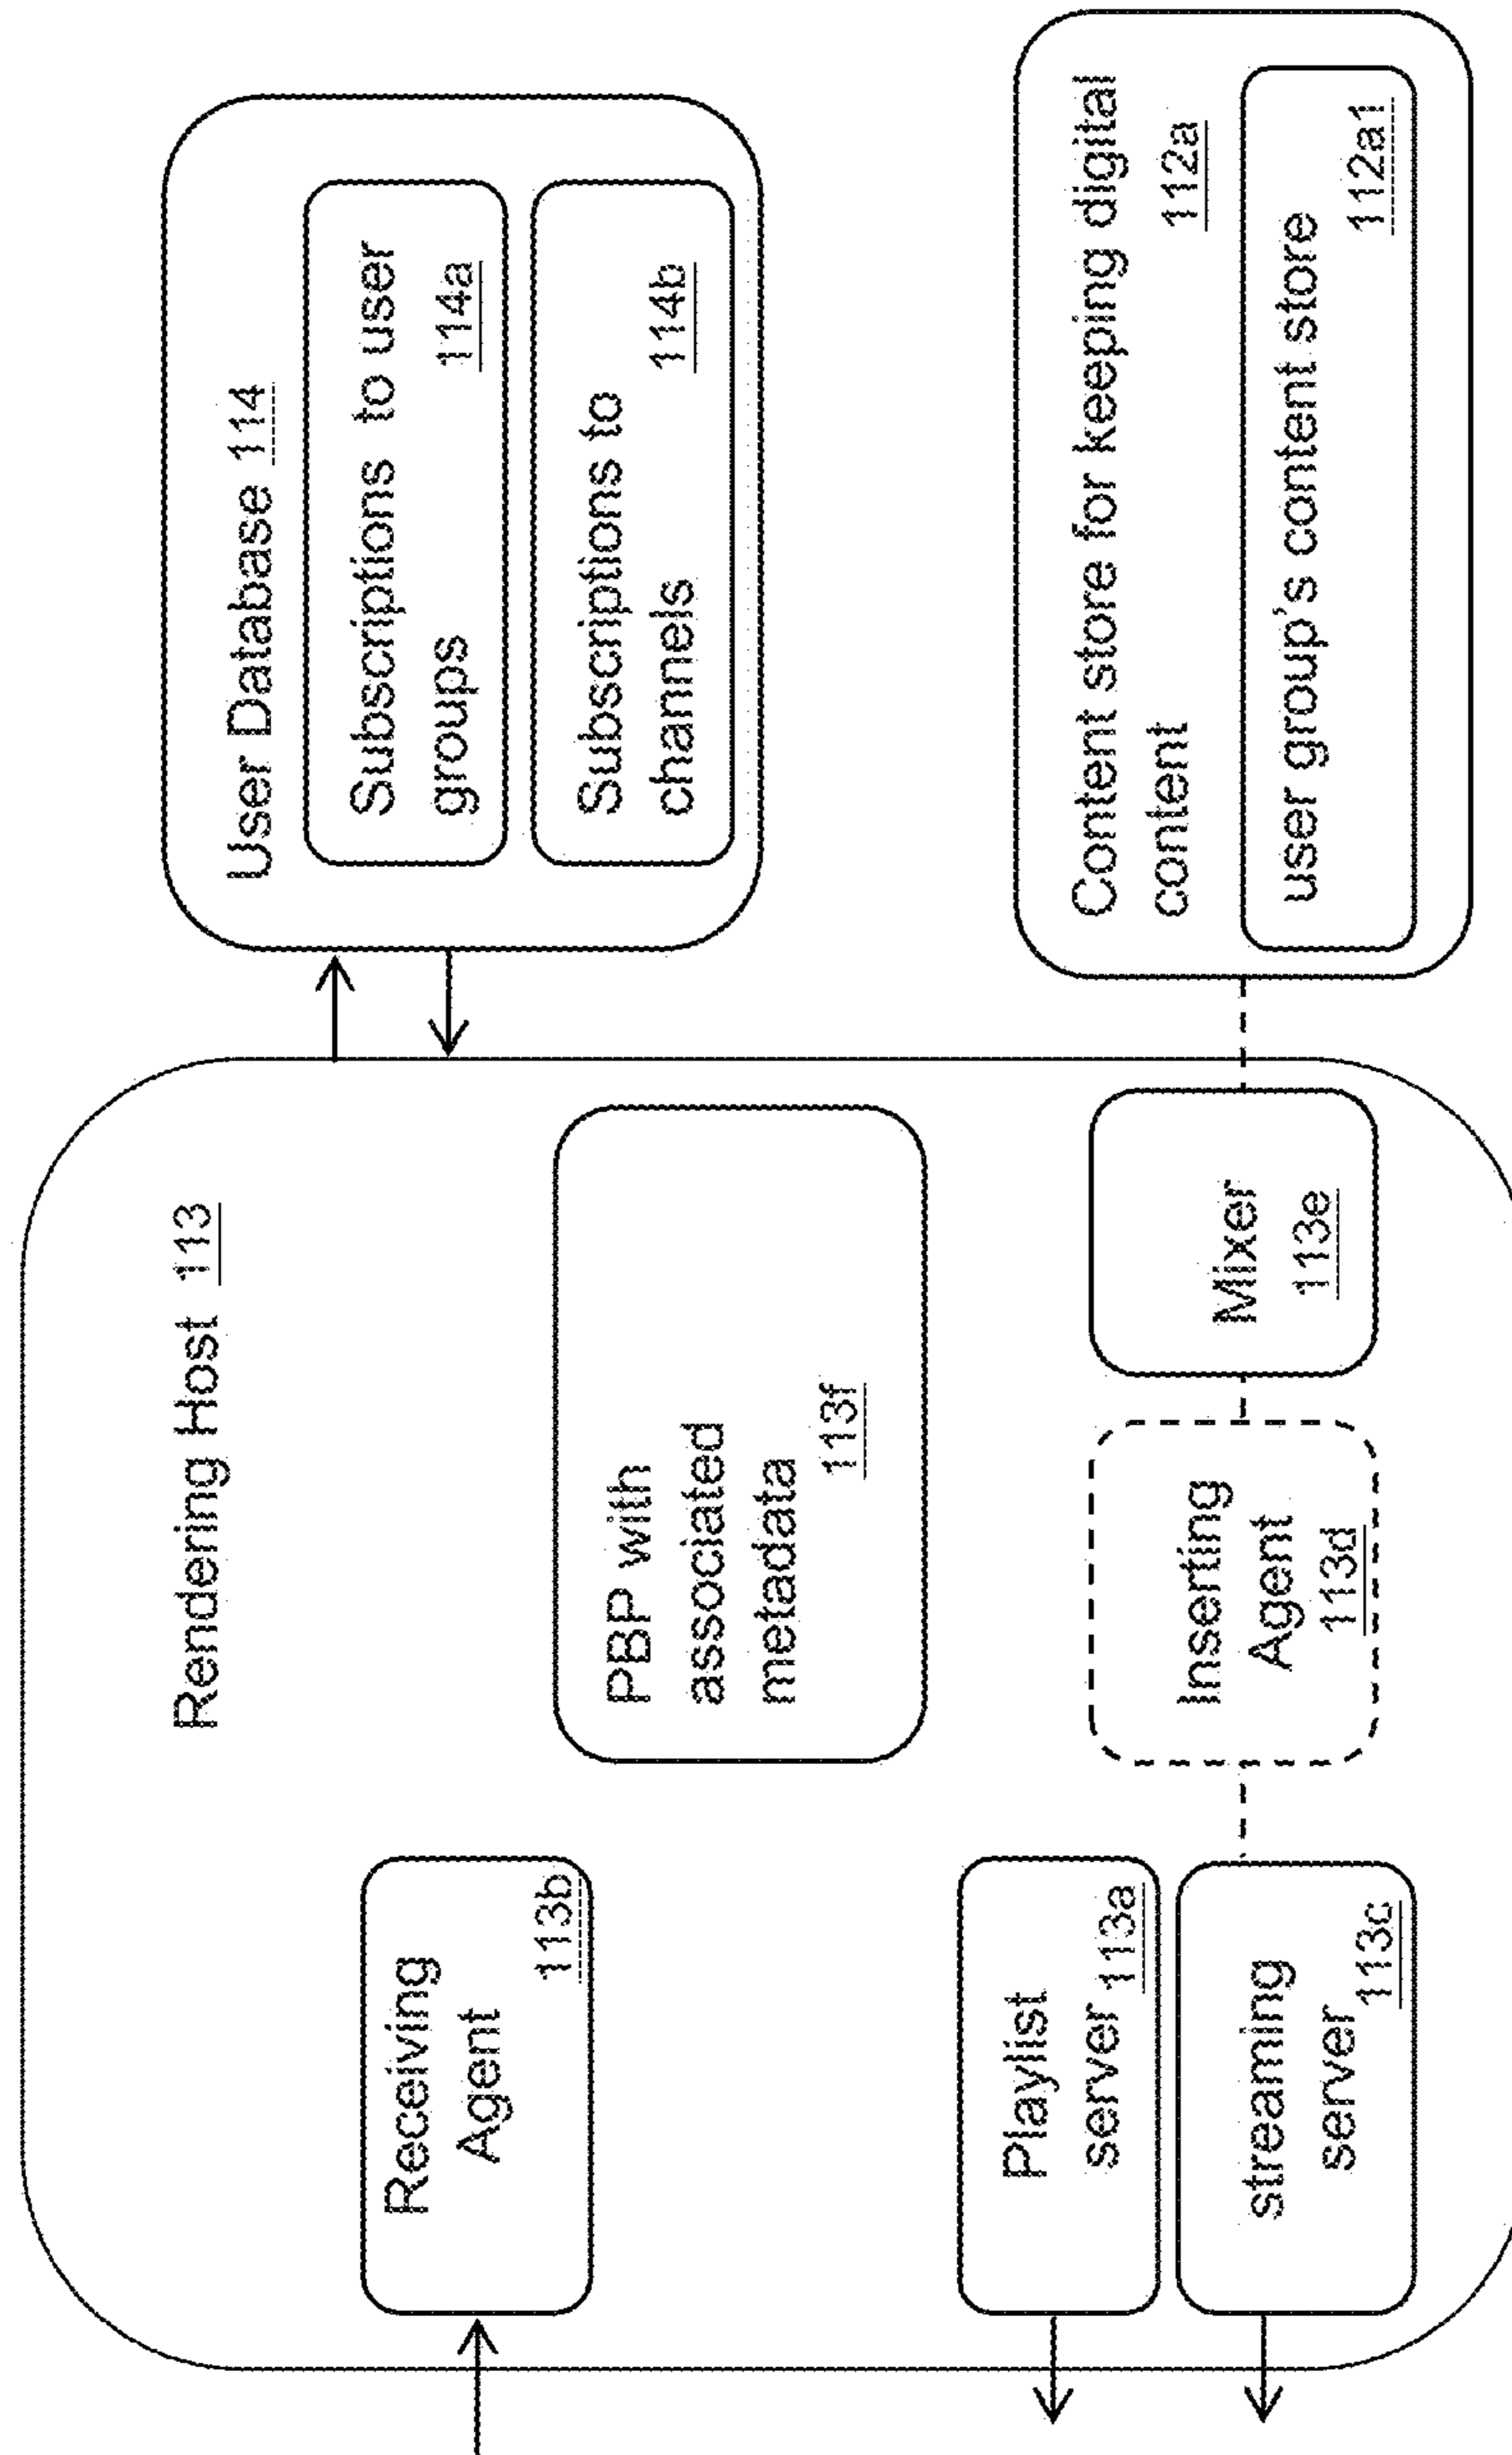 Rendering Host 113
Receiving
Agent
113b
PBP with
associated
metadata
113f
Playlist
server 113a
streaming
server 113c
Inserting
Agent
113d
Mixer
113e
User Database 114
Subscriptions to user
groups 114a
Subscriptions to
channels 114b
Content store for keeping digital
content 112a
user group's content store
112a1